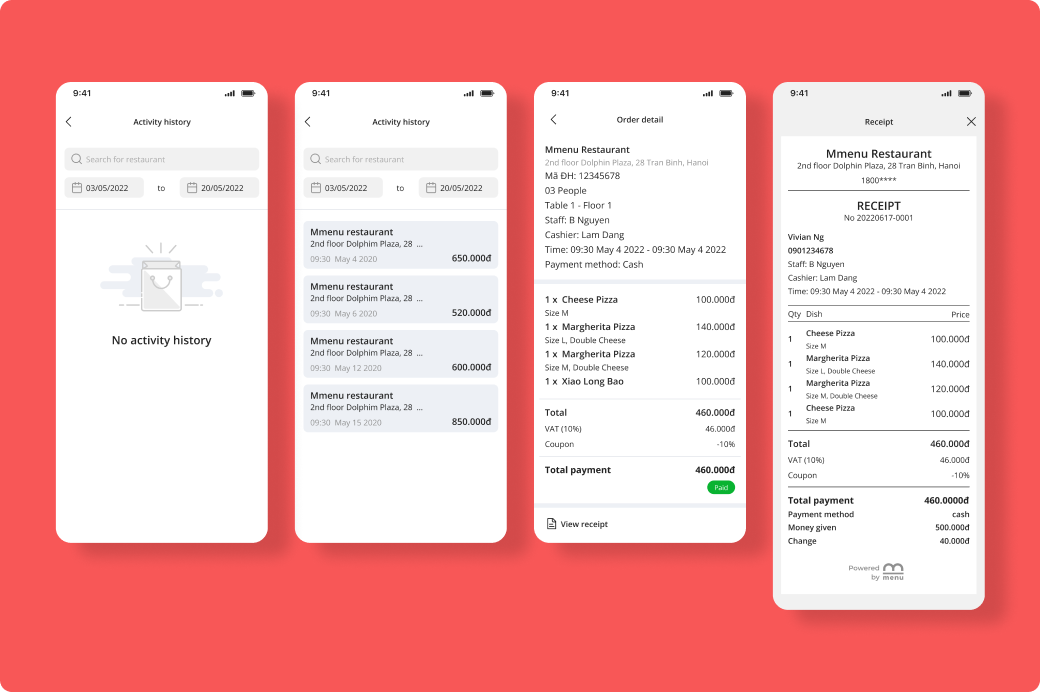 9:41
Activity history
Search for restaurant
03/05/2022 to 20/05/2022
No activity history
9:41
Activity history
Search for restaurant
03/05/2022 to 20/05/2022
Mmenu restaurant
2nd floor Dolphim Plaza, 28 ...
09:30 May 4 2020 650.000đ
Mmenu restaurant
2nd floor Dolphim Plaza, 28 ...
09:30 May 6 2020 520.000đ
Mmenu restaurant
2nd floor Dolphim Plaza, 28 ...
09:30 May 12 2020 600.000đ
Mmenu restaurant
2nd floor Dolphim Plaza, 28 ...
09:30 May 15 2020 850.000đ
9:41
Order detail
Mmenu Restaurant
2nd floor Dolphin Plaza, 28 Tran Binh, Hanoi
Mã ĐH: 12345678
03 People
Table 1 - Floor 1
Staff: B Nguyen
Cashier: Lam Dang
Time: 09:30 May 4 2022 - 09:30 May 4 2022
Payment method: Cash
1 x Cheese Pizza 100.000đ
Size M
1 x Margherita Pizza 140.000đ
Size L, Double Cheese
1 x Margherita Pizza 120.000đ
Size M, Double Cheese
1 x Xiao Long Bao 100.000đ
Total 460.000đ
VAT (10%) 46.000đ
Coupon -10%
Total payment 460.000đ
Paid
View receipt
9:41
Receipt
Mmenu Restaurant
2nd floor Dolphin Plaza, 28 Tran Binh, Hanoi
1800****
RECEIPT
No 20220617-0001
Vivian Ng
0901234678
Staff: B Nguyen
Cashier: Lam Dang
Time: 09:30 May 4 2022 - 09:30 May 4 2022
Qty Dish Price
Cheese Pizza
1 100.000đ
Size M
Margherita Pizza
1 140.000đ
Size L, Double Cheese
Margherita Pizza
1 120.000đ
Size M, Double Cheese
Cheese Pizza
1 100.000đ
Size M
Total 460.000đ
VAT (10%) 46.000đ
Coupon -10%
Total payment 460.0000đ
Payment method cash
Money given 500.000đ
Change 40.000đ
Powered
by menu